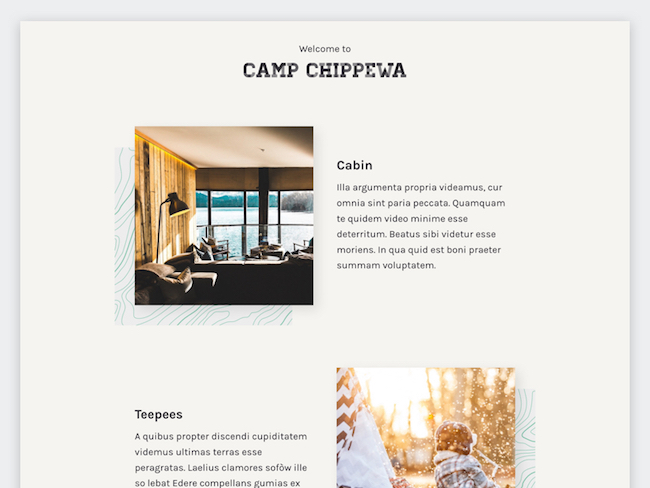 Welcome to
CAMP CHIPPEWA
Cabin
Illa argumenta propria videamus, cur
omnia sint paria peccata. Quamquam
te quidem video minime esse
deterritum. Beatus sibi videtur esse
moriens. In qua quid est boni praeter
summam voluptatem.
Teepees
A quibus propter discendi cupiditatem
videmus ultimas terras esse
peragratas. Laelius clamores sofòw ille
so lebat Edere compellans gumias ex